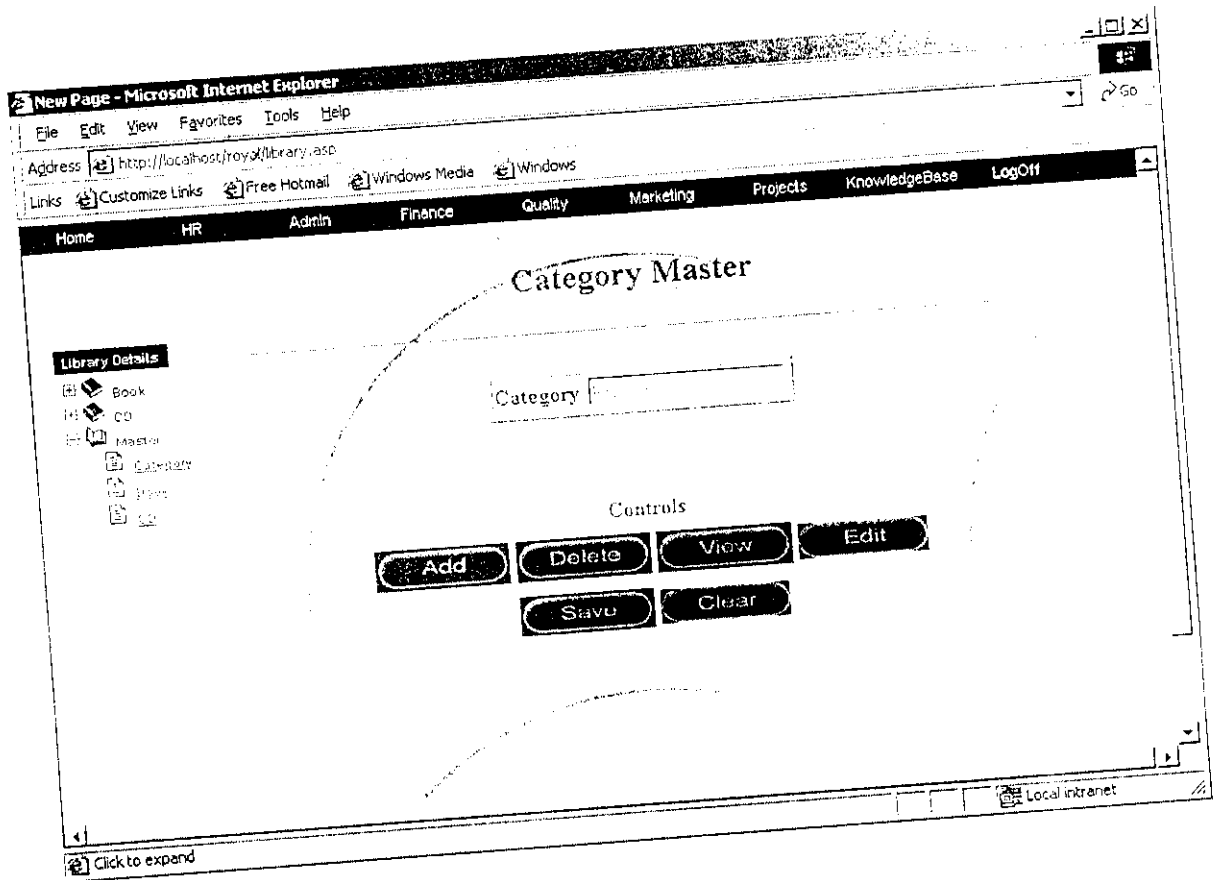 New Page - Microsoft Internet Explorer
File Edit View Favorites Tools Help
Address http://localhost/royal/library.asp Go
Links Customize Links Free Hotmail Windows Media Windows
Home HR Admin Finance Quality Marketing Projects KnowledgeBase LogOff
Category Master
Library Details
Book
CD
Master
Category
CD
Category
Controls
Add Delete View Edit
Save Clear
Click to expand Local intranet